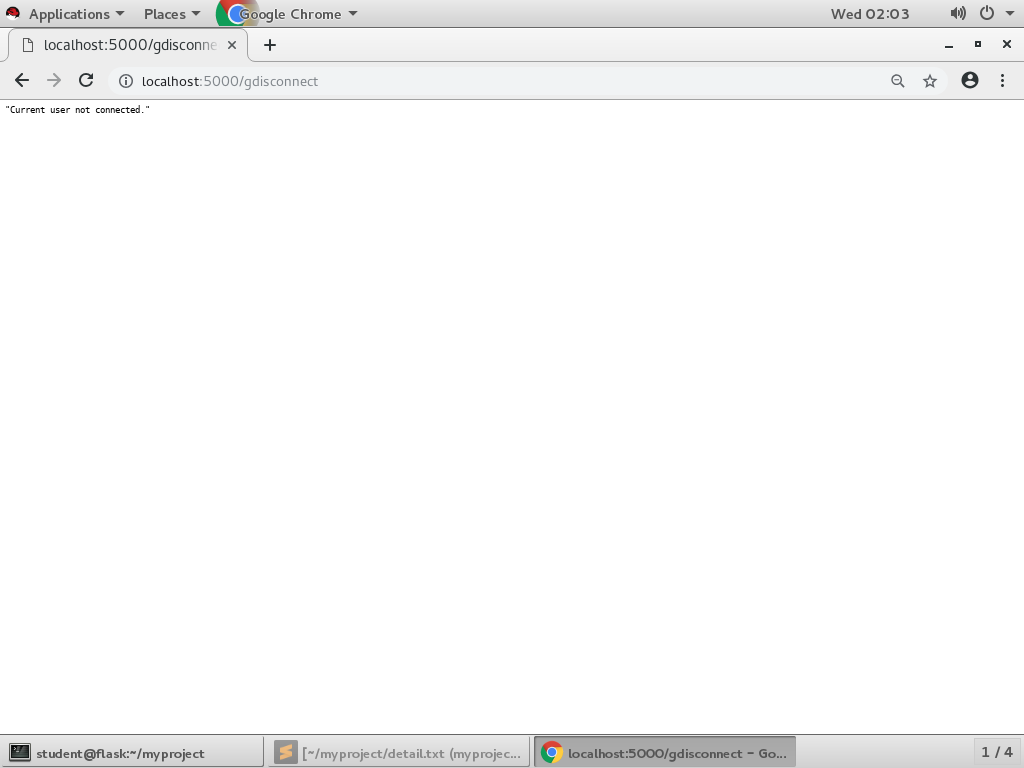 Applications Places Google Chrome Wed 02:03
localhost:5000/gdisconne
localhost:5000/gdisconnect
"Current user not connected."
student@flask:~/myproject [~/myproject/detail.txt (myprojec... localhost:5000/gdisconnect - Go... 1 / 4